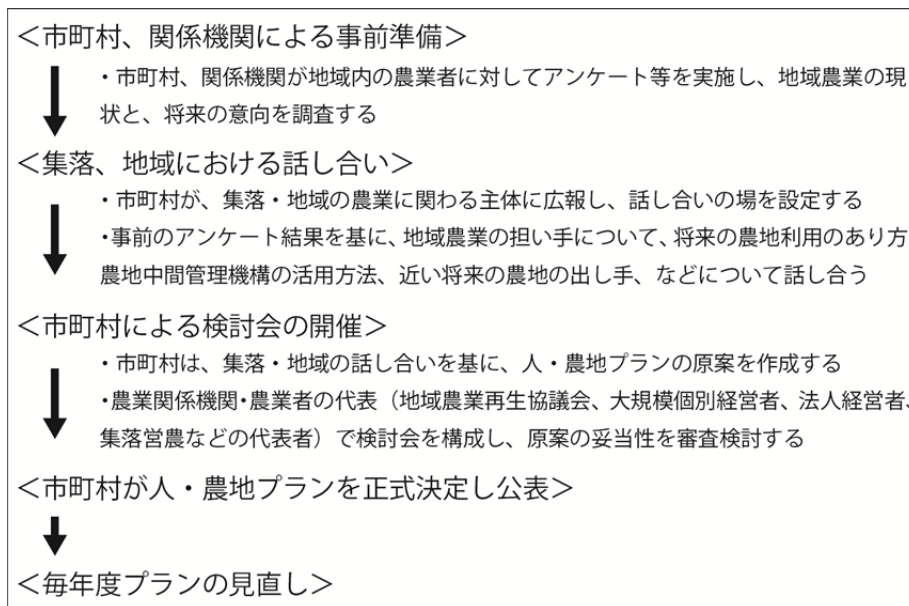 ＜市町村、関係機関による事前準備＞
・市町村、関係機関が地域内の農業者に対してアンケート等を実施し、地域農業の現
状と、将来の意向を調査する
＜集落、地域における話し合い＞
・市町村が、集落・地域の農業に関わる主体に広報し、話し合いの場を設定する
・事前のアンケート結果を基に、地域農業の担い手について、将来の農地利用のあり方
農地中間管理機構の活用方法、近い将来の農地の出し手、などについて話し合う
＜市町村による検討会の開催＞
・市町村は、集落・地域の話し合いを基に、人・農地プランの原案を作成する
・農業関係機関・農業者の代表（地域農業再生協議会、大規模個別経営者、法人経営者、
集落営農などの代表者）で検討会を構成し、原案の妥当性を審査検討する
＜市町村が人・農地プランを正式決定し公表＞
＜毎年度プランの見直し＞